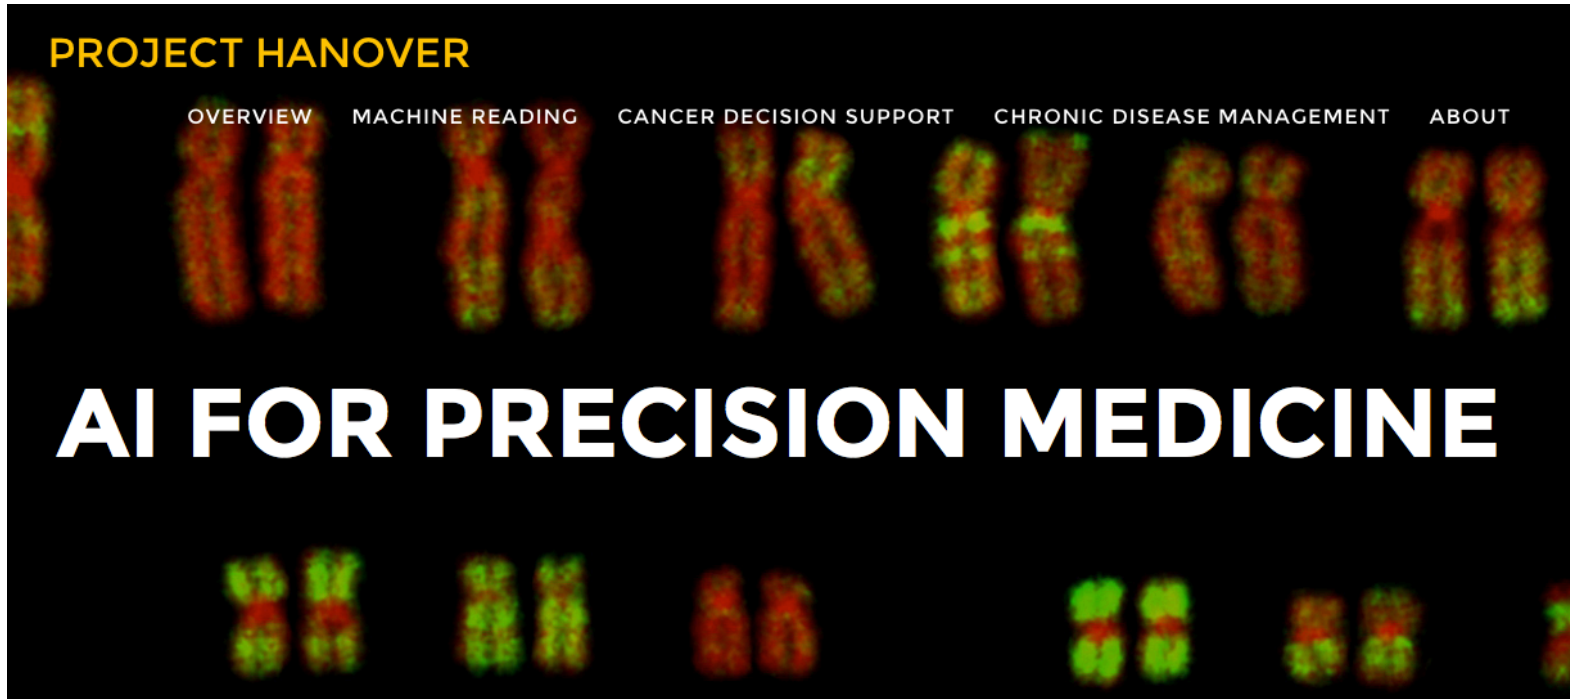 PROJECT HANOVER
OVERVIEW MACHINE READING CANCER DECISION SUPPORT CHRONIC DISEASE MANAGEMENT ABOUT
AI FOR PRECISION MEDICINE